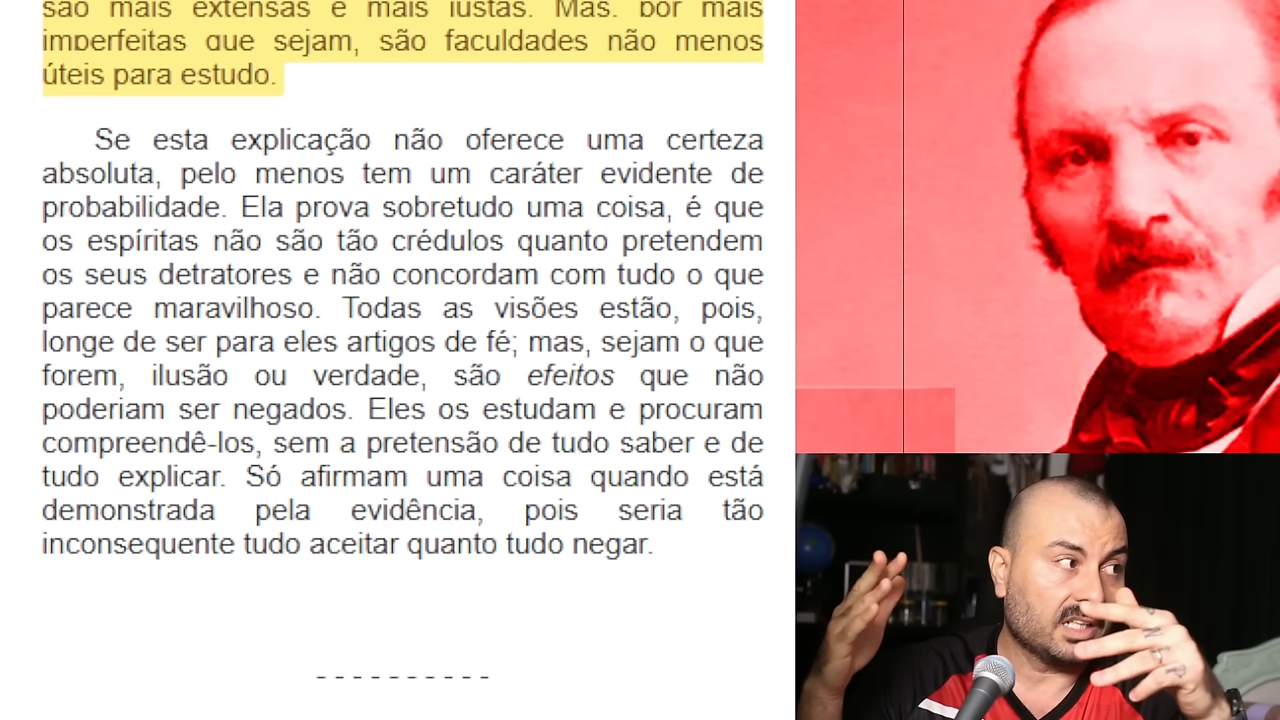 são mais extensas e mais justas. Mas, por mais
imperfeitas que sejam, são faculdades não menos
úteis para estudo.
Se esta explicação não oferece uma certeza
absoluta, pelo menos tem um caráter evidente de
probabilidade. Ela prova sobretudo uma coisa, é que
os espíritas não são tão crédulos quanto pretendem
os seus detratores e não concordam com tudo o que
parece maravilhoso. Todas as visões estão, pois,
longe de ser para eles artigos de fé; mas, sejam o que
forem, ilusão ou verdade, são efeitos que não
poderiam ser negados. Eles os estudam e procuram
compreendê-los, sem a pretensão de tudo saber e de
tudo explicar. Só afirmam uma coisa quando está
demonstrada pela evidência, pois seria tão
inconsequente tudo aceitar quanto tudo negar.
- - - - - - - - - -